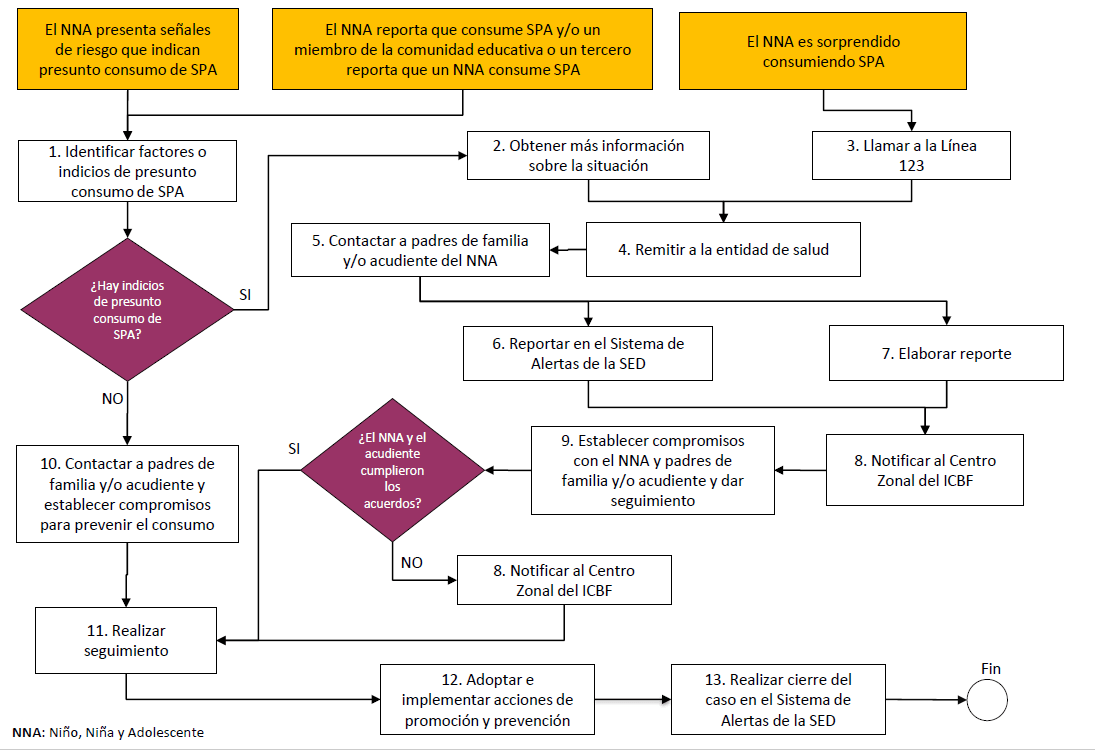 El NNA presenta señales
de riesgo que indican
presunto consumo de SPA
El NNA reporta que consume SPA y/o un
miembro de la comunidad educativa o un tercero
reporta que un NNA consume SPA
El NNA es sorprendido
consumiendo SPA
1. Identificar factores o
indicios de presunto
consumo de SPA
2. Obtener más información
sobre la situación
3. Llamar a la Línea
123
5. Contactar a padres de familia
y/o acudiente del NNA
4. Remitir a la entidad de salud
¿Hay indicios
de presunto
consumo de
SPA?
SI
6. Reportar en el Sistema de
Alertas de la SED
7. Elaborar reporte
NO
¿El NNA y el
acudiente
cumplieron
los
acuerdos?
SI
9. Establecer compromisos
con el NNA y padres de
familia y/o acudiente y dar
seguimiento
8. Notificar al Centro
Zonal del ICBF
10. Contactar a padres de
familia y/o acudiente y
establecer compromisos
para prevenir el consumo
NO
8. Notificar al Centro
Zonal del ICBF
11. Realizar
seguimiento
12. Adoptar e
implementar acciones de
promoción y prevención
13. Realizar cierre del
caso en el Sistema de
Alertas de la SED
Fin
NNA: Niño, Niña y Adolescente